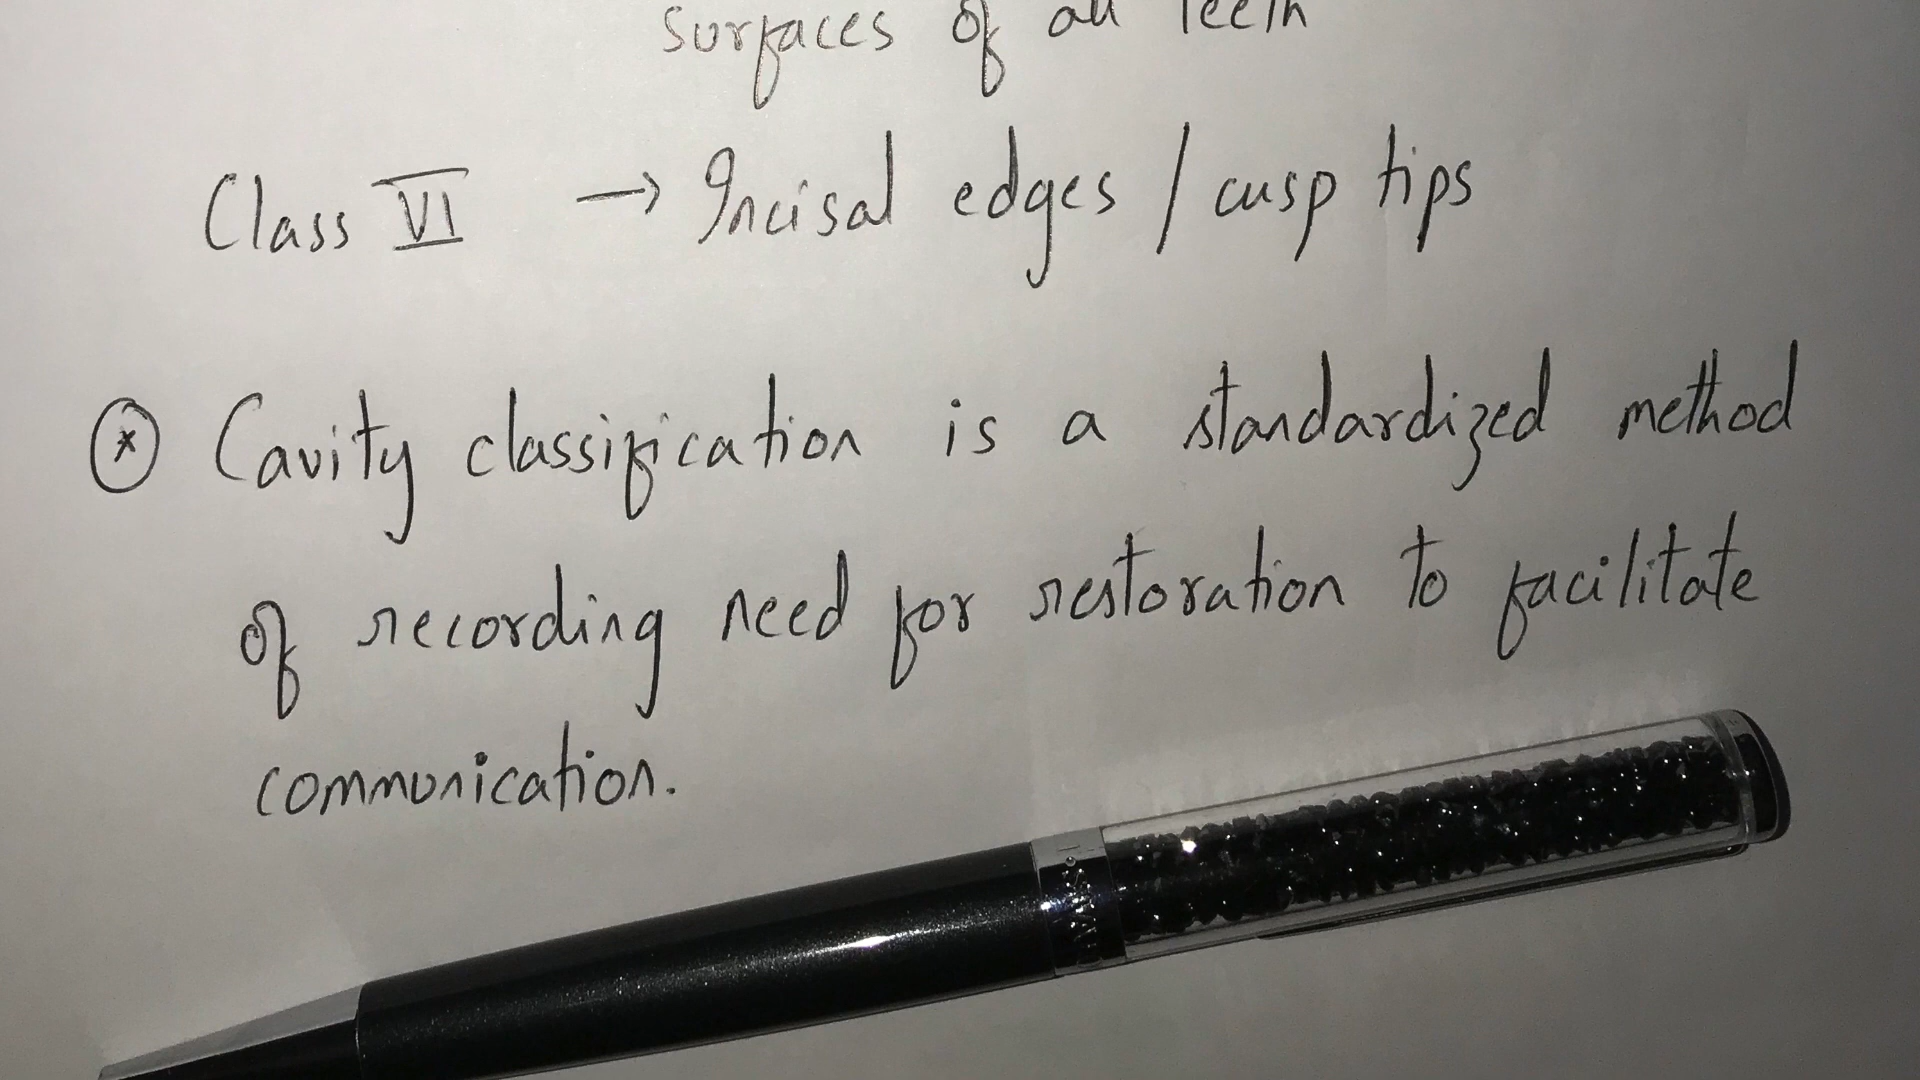 surfaces of all teeth
Class VI → Incisal edges / cusp tips
⊛ Cavity classification is a standardized method
of recording need for restoration to facilitate
communication.